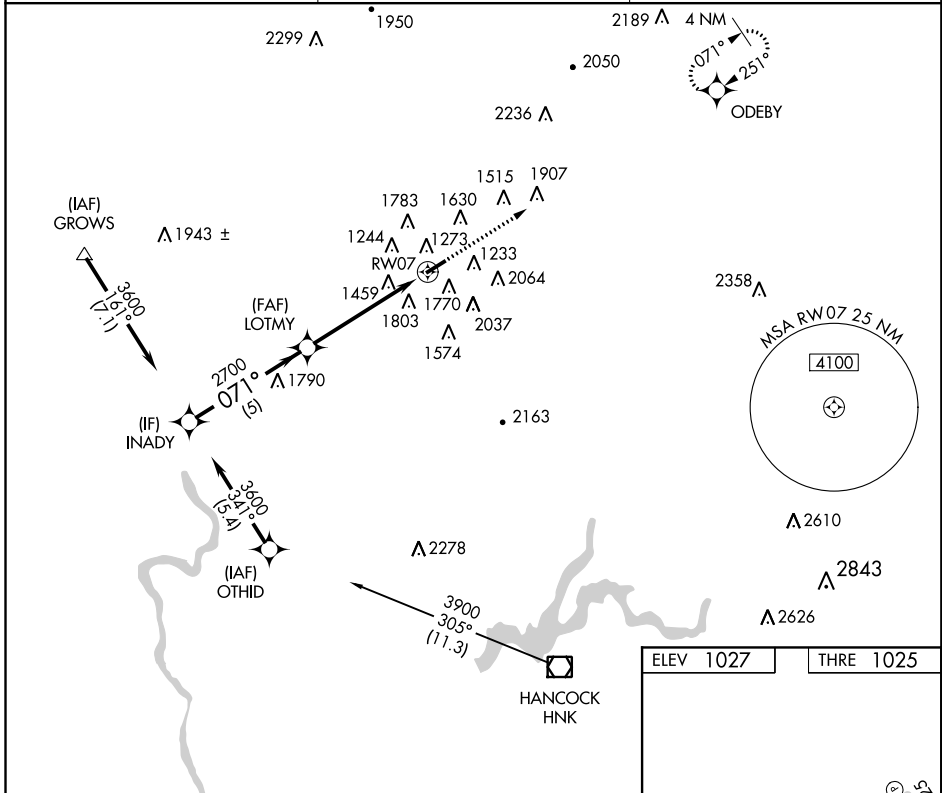 1950
2189
4 NM
2299
2050
071°
251°
ODEBY
2236
1515
1907
(IAF)
GROWS
1783
1630
1943 ±
1244
1273
1233
RW07
2064
3600
161°
(7.1)
1459
1770
2358
(FAF)
LOTMY
1803
2037
1574
MSA RW07 25 NM
4100
2700
071°
(5)
1790
(IF)
INADY
2163
3600
341°
(5.4)
2610
(IAF)
OTHID
2278
2843
3900
305°
(11.3)
2626
HANCOCK
HNK
ELEV 1027
THRE 1025
P